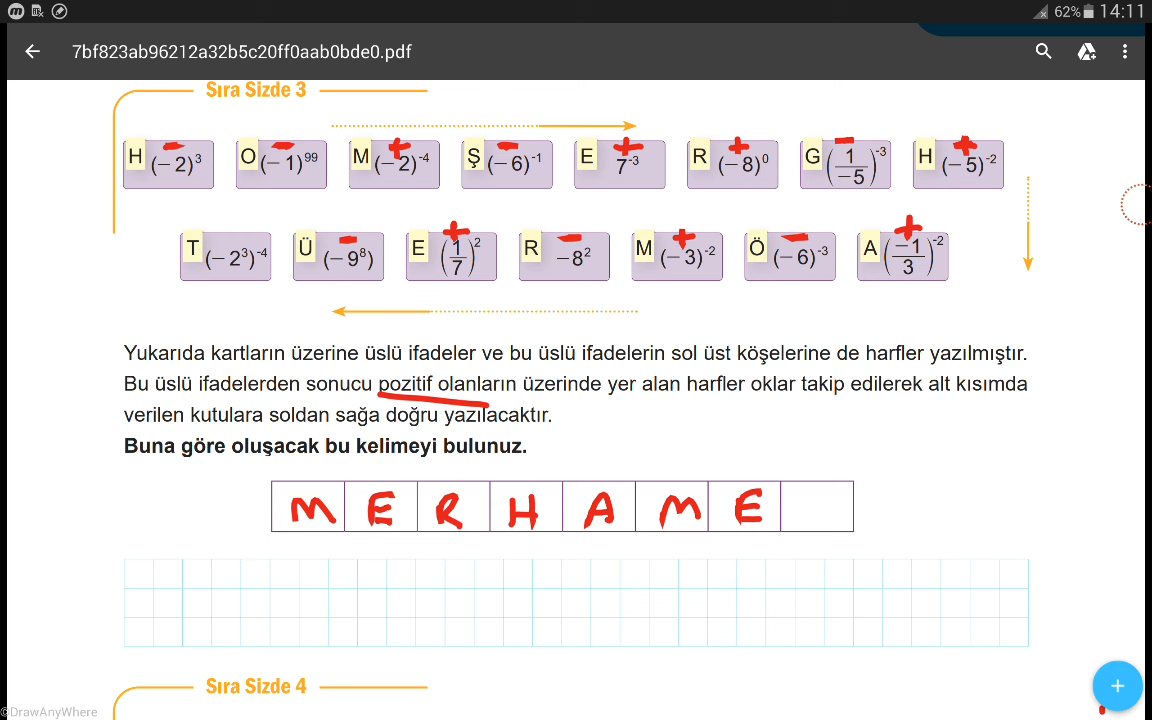 62% 14:11
7bf823ab96212a32b5c20ff0aab0bde0.pdf
Sıra Sizde 3
H (−2)³ O (−1)⁹⁹ M (−2)⁻⁴ Ş (−6)⁻¹ E 7⁻³ R (−8)⁰ G (1/−5)⁻³ H (−5)⁻²
− − + − + + − +
T (−2³)⁻⁴ Ü (−9⁸) E (1/7)² R −8² M (−3)⁻² Ö (−6)⁻³ A (−1/3)⁻²
− + − + − +
Yukarıda kartların üzerine üslü ifadeler ve bu üslü ifadelerin sol üst köşelerine de harfler yazılmıştır.
Bu üslü ifadelerden sonucu pozitif olanların üzerinde yer alan harfler oklar takip edilerek alt kısımda
verilen kutulara soldan sağa doğru yazılacaktır.
Buna göre oluşacak bu kelimeyi bulunuz.
M E R H A M E
Sıra Sizde 4
©DrawAnyWhere